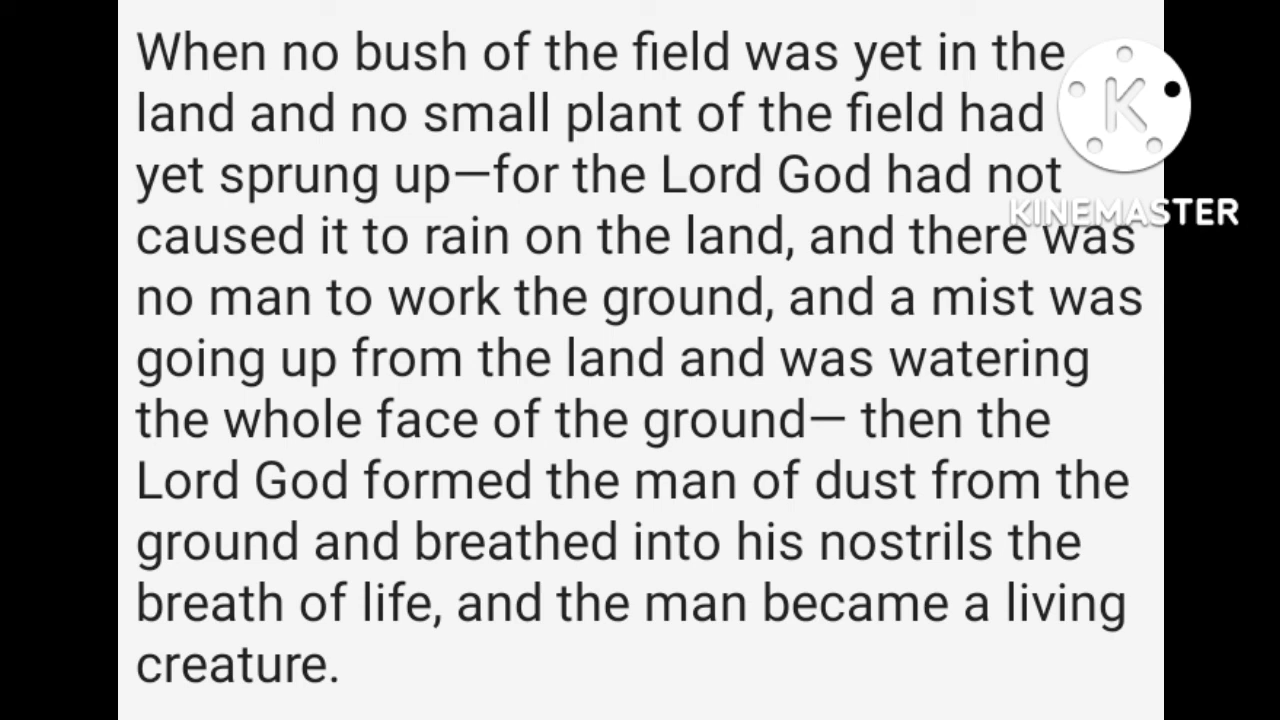 When no bush of the field was yet in the
land and no small plant of the field had
yet sprung up—for the Lord God had not
caused it to rain on the land, and there was
no man to work the ground, and a mist was
going up from the land and was watering
the whole face of the ground— then the
Lord God formed the man of dust from the
ground and breathed into his nostrils the
breath of life, and the man became a living
creature.
K
KINEMASTER